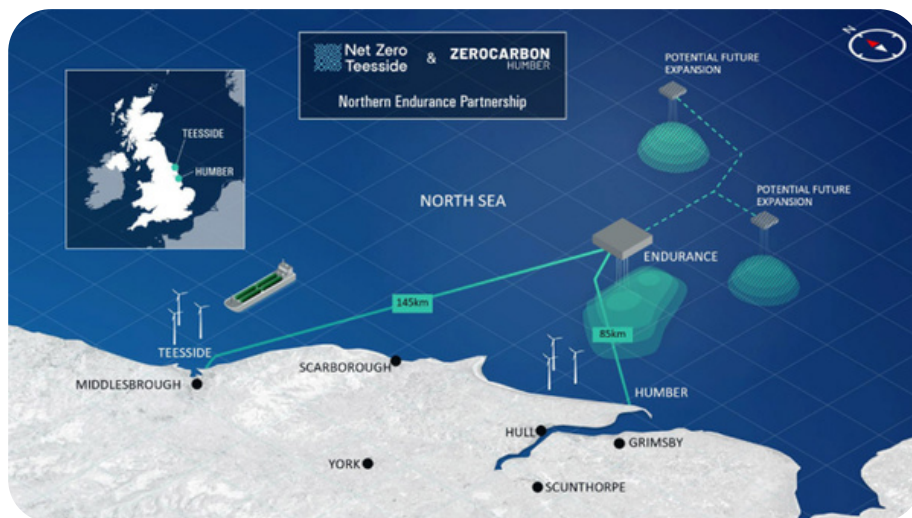 Net Zero
Teesside
&
ZEROCARBON
HUMBER
Northern Endurance Partnership
N
POTENTIAL FUTURE
EXPANSION
TEESSIDE
HUMBER
NORTH SEA
POTENTIAL FUTURE
EXPANSION
ENDURANCE
145km
85km
TEESSIDE
SCARBOROUGH
MIDDLESBROUGH
HUMBER
HULL
GRIMSBY
YORK
SCUNTHORPE